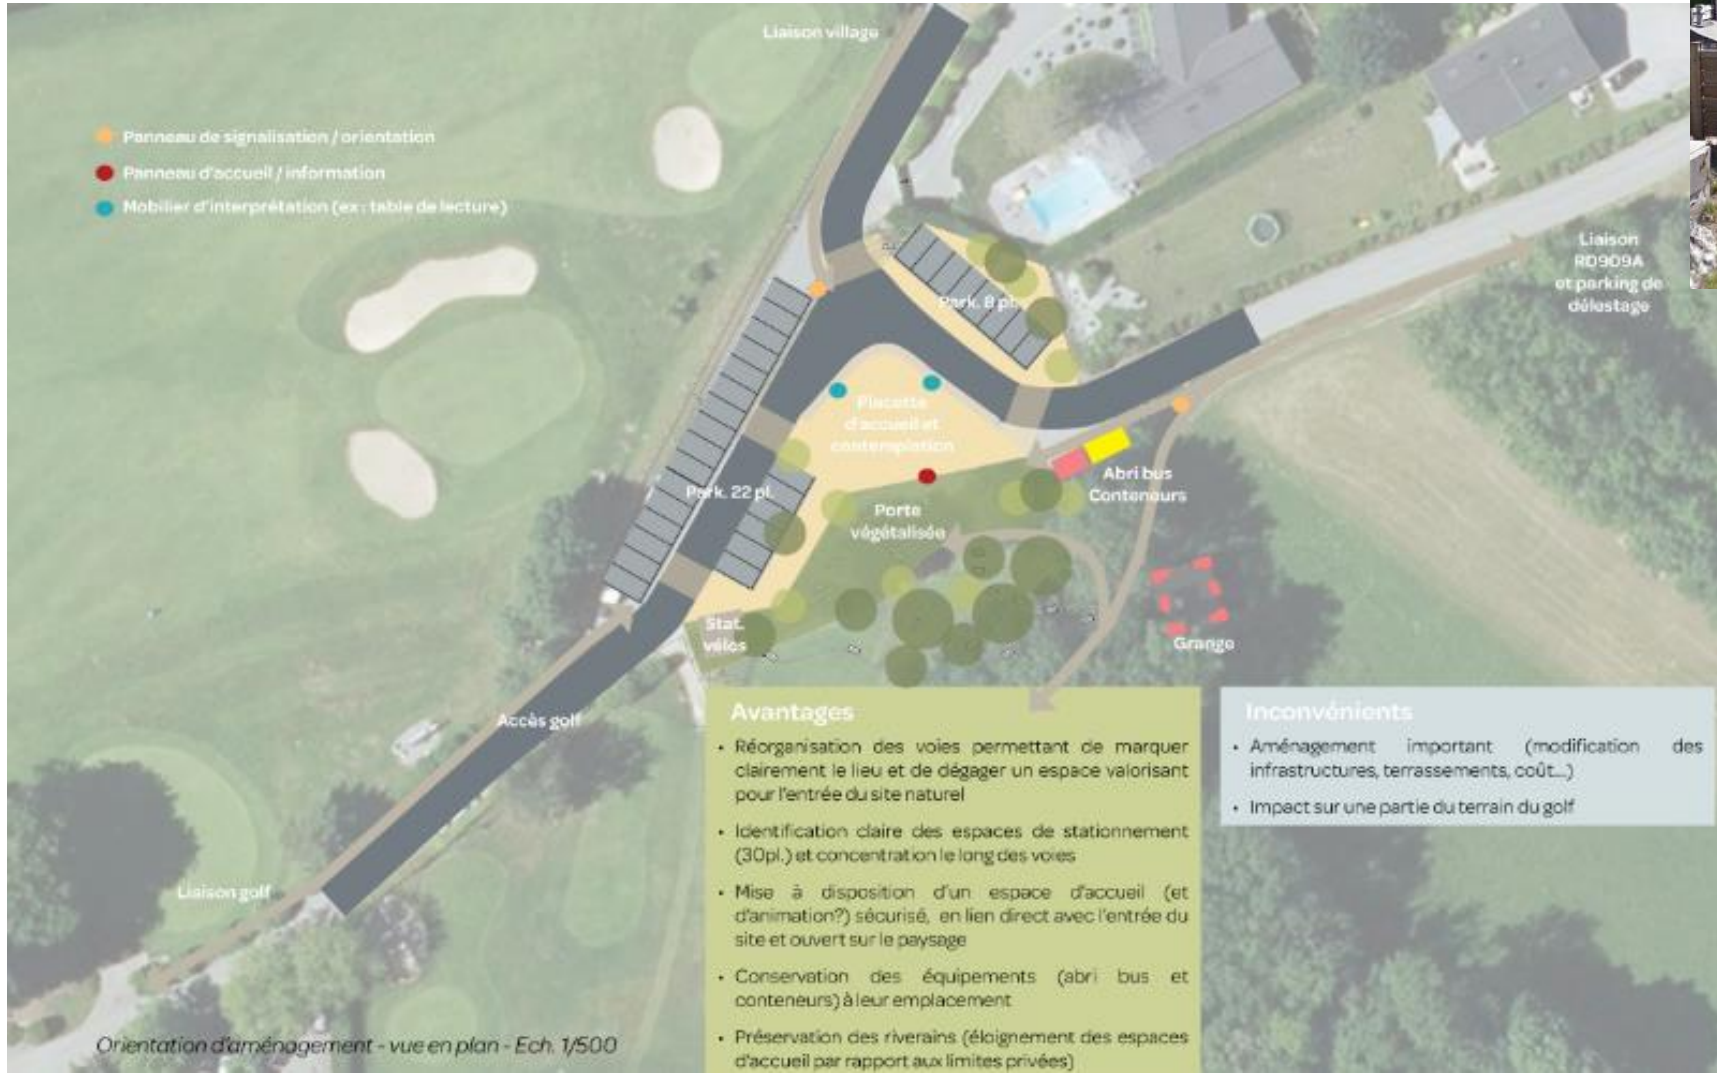 Liaison village
Panneau de signalisation / orientation
Panneau d'accueil / information
Mobilier d'interprétation (ex : table de lecture)
Liaison
RD909A
et parking de
délestage
Park. 8 pl.
Placette
d'accueil et
contemplation
Abri bus
Conteneurs
Park. 22 pl.
Porte
végétalisée
Stat.
vélos
Grange
Accès golf
Liaison golf
Avantages
• Réorganisation des voies permettant de marquer
clairement le lieu et de dégager un espace valorisant
pour l'entrée du site naturel
• Identification claire des espaces de stationnement
(30pl.) et concentration le long des voies
• Mise à disposition d'un espace d'accueil (et
d'animation?) sécurisé, en lien direct avec l'entrée du
site et ouvert sur le paysage
• Conservation des équipements (abri bus et
conteneurs) à leur emplacement
• Préservation des riverains (éloignement des espaces
d'accueil par rapport aux limites privées)
Inconvénients
• Aménagement important (modification des
infrastructures, terrassements, coût...)
• Impact sur une partie du terrain du golf
Orientation d'aménagement - vue en plan - Ech. 1/500